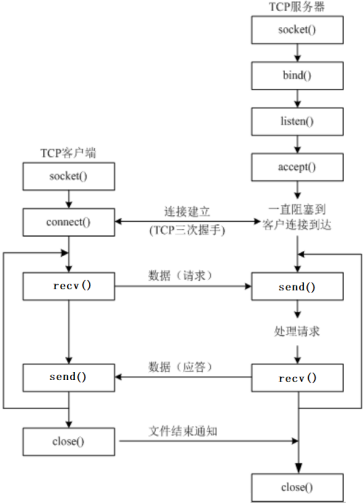 TCP服务器
socket()
bind()
listen()
accept()
TCP客户端
socket()
connect()
连接建立
(TCP三次握手)
一直阻塞到
客户连接到达
recv()
数据（请求）
send()
处理请求
send()
数据（应答）
recv()
close()
文件结束通知
close()